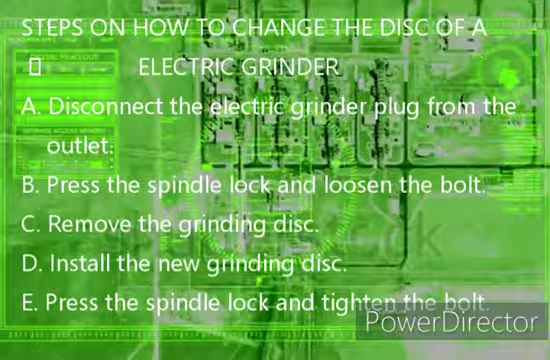 STEPS ON HOW TO CHANGE THE DISC OF A
ELECTRIC GRINDER
A. Disconnect the electric grinder plug from the
outlet.
B. Press the spindle lock and loosen the bolt.
C. Remove the grinding disc.
D. Install the new grinding disc.
E. Press the spindle lock and tighten the bolt.
PowerDirector